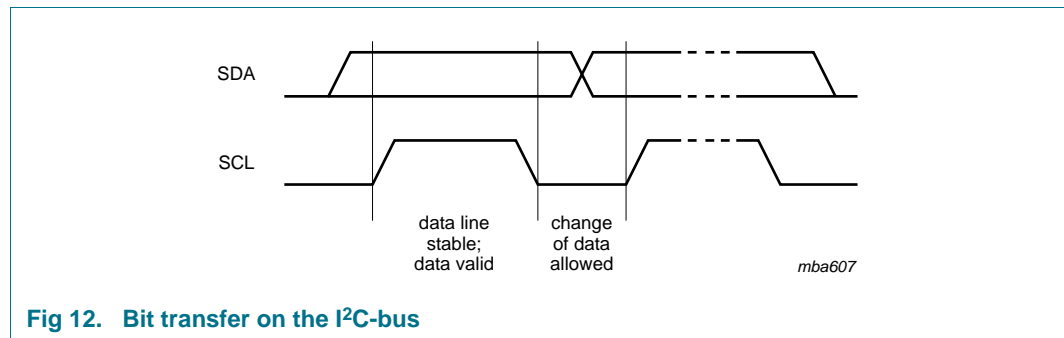 SDA
SCL
data line
stable;
data valid
change
of data
allowed
mba607
Fig 12. Bit transfer on the I²C-bus